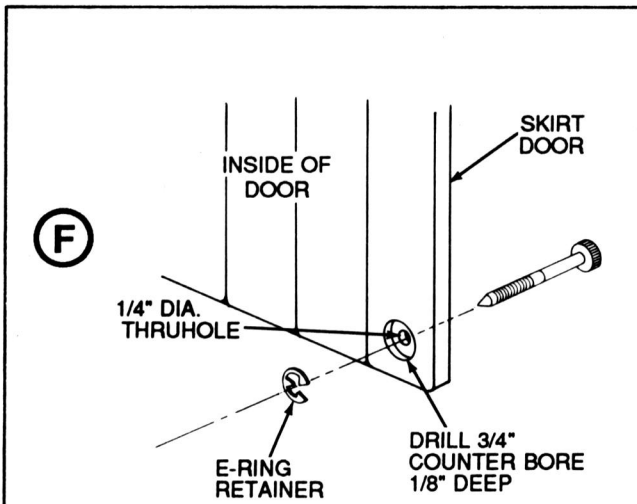 F
INSIDE OF
DOOR
SKIRT
DOOR
1/4" DIA.
THRUHOLE
E-RING
RETAINER
DRILL 3/4"
COUNTER BORE
1/8" DEEP